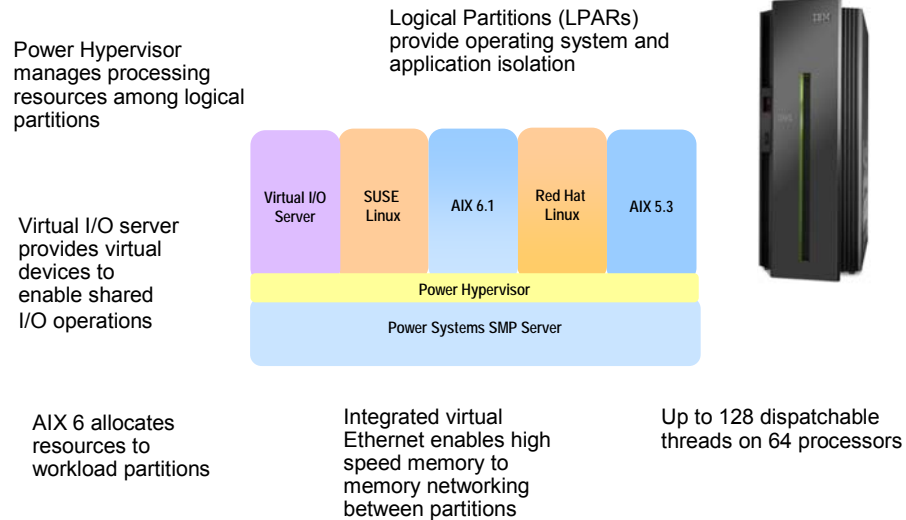 Logical Partitions (LPARs)
provide operating system and
application isolation
IBM
Power Hypervisor
manages processing
resources among logical
partitions
Virtual I/O
Server
SUSE
Linux
AIX 6.1
Red Hat
Linux
AIX 5.3
Power Hypervisor
Power Systems SMP Server
Virtual I/O server
provides virtual
devices to
enable shared
I/O operations
AIX 6 allocates
resources to
workload partitions
Integrated virtual
Ethernet enables high
speed memory to
memory networking
between partitions
Up to 128 dispatchable
threads on 64 processors